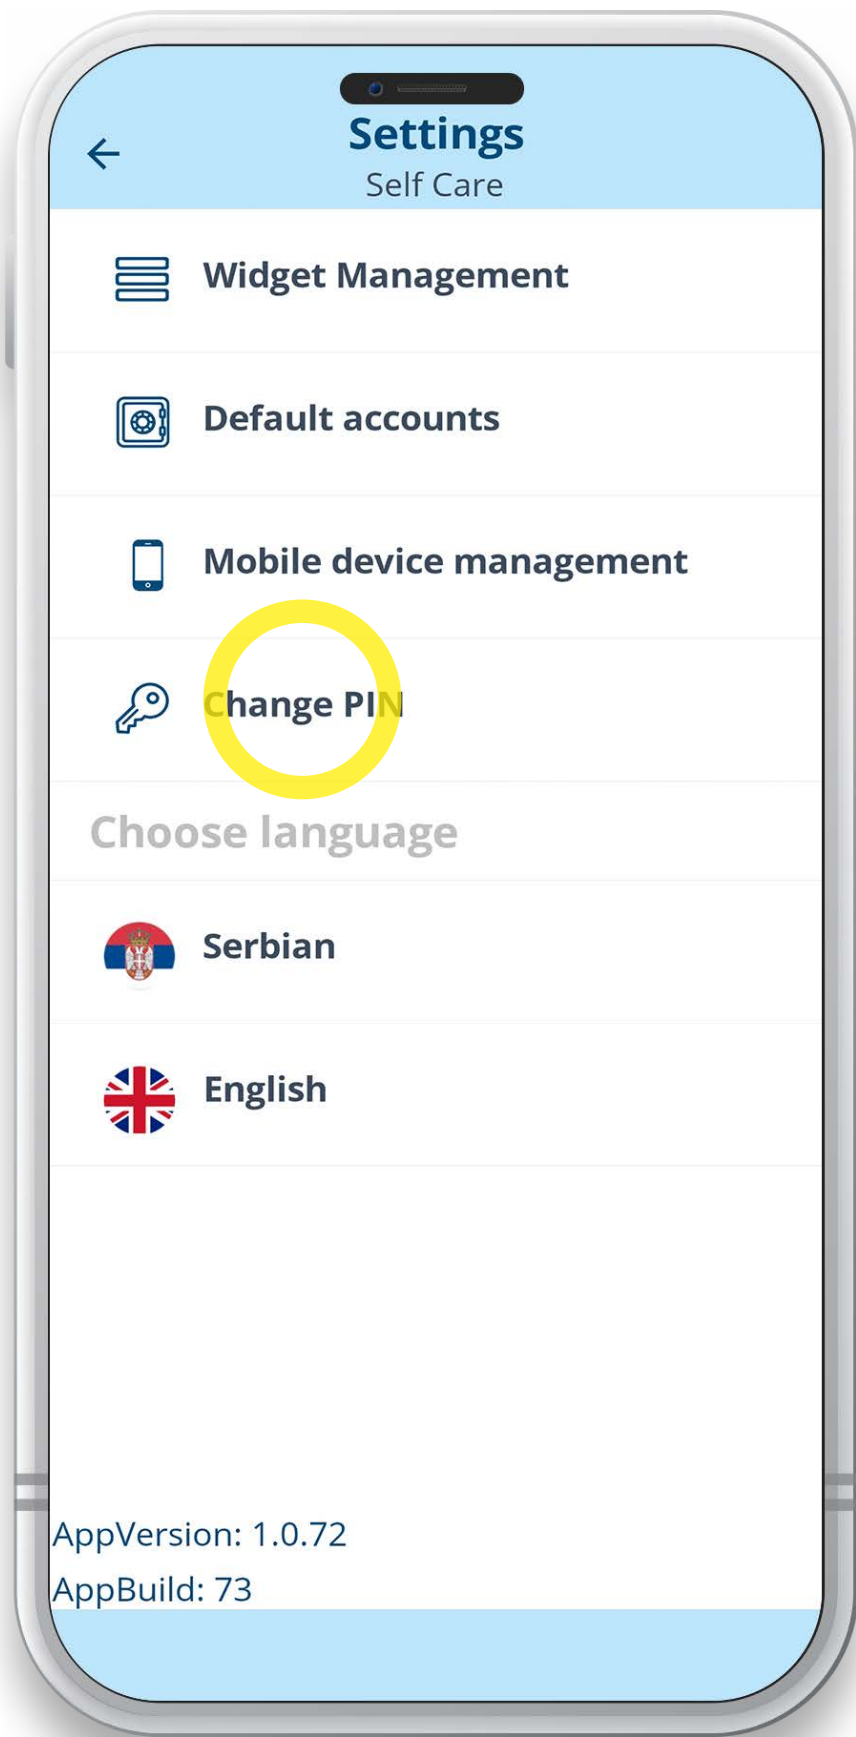 Settings
Self Care
Widget Management
Default accounts
Mobile device management
Change PIN
Choose language
Serbian
English
AppVersion: 1.0.72
AppBuild: 73